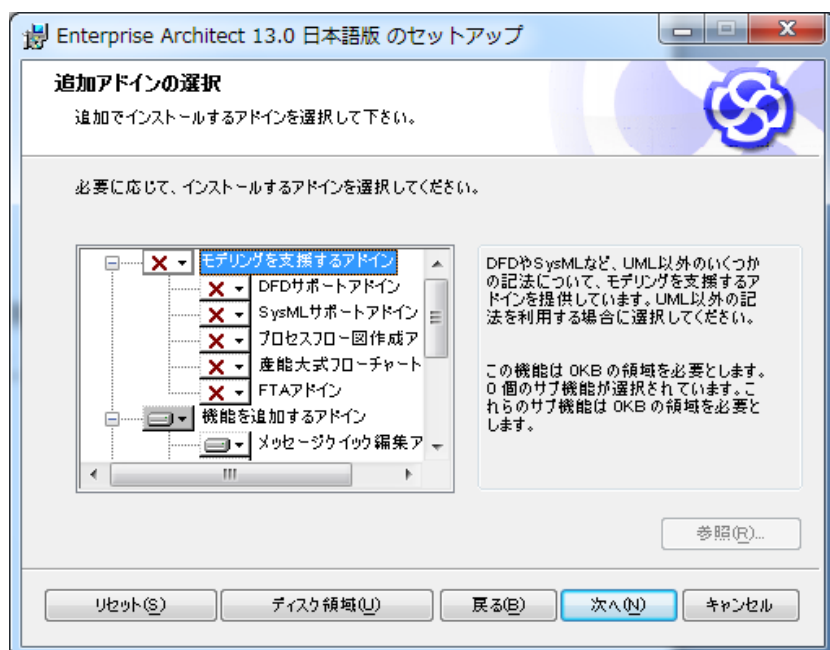 Enterprise Architect 13.0 日本語版 のセットアップ
追加アドインの選択
追加でインストールするアドインを選択して下さい。
必要に応じて、インストールするアドインを選択してください。
モデリングを支援するアドイン
DFDサポートアドイン
SysMLサポートアドイン
プロセスフロー図作成ア
産能大式フローチャート
FTAアドイン
機能を追加するアドイン
メッセージクイック編集ア
DFDやSysMLなど、UML以外のいくつか
の記法について、モデリングを支援するア
ドインを提供しています。UML以外の記
法を利用する場合に選択してください。
この機能は 0KB の領域を必要とします。
0 個のサブ機能が選択されています。こ
れらのサブ機能は 0KB の領域を必要と
します。
参照(R)...
リセット(S)
ディスク領域(U)
戻る(B)
次へ(N)
キャンセル